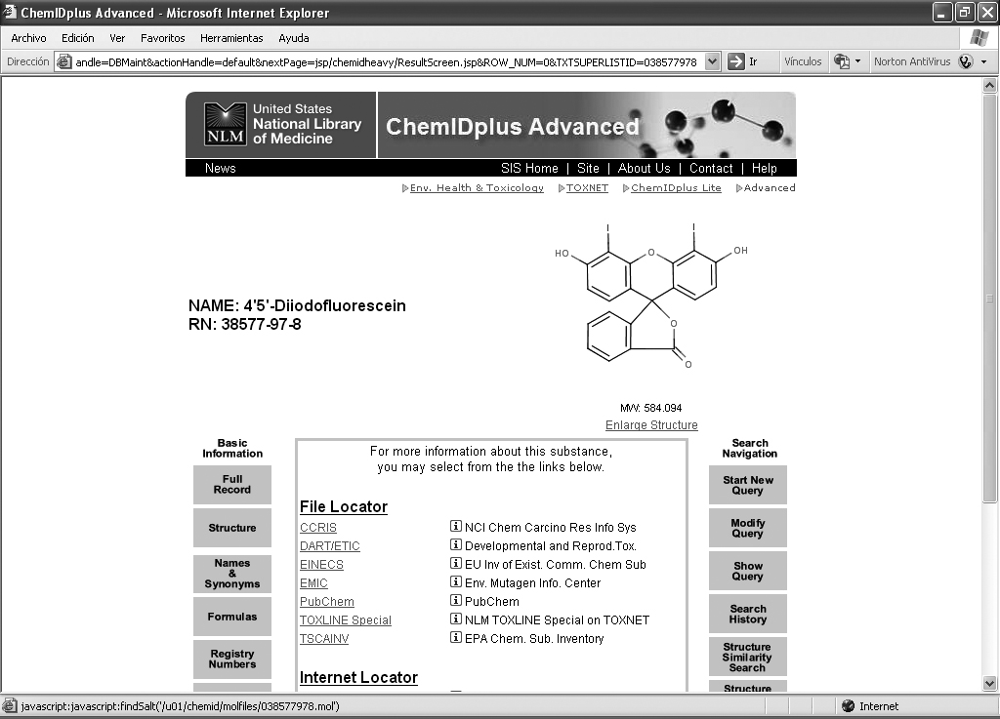 ChemIDplus Advanced - Microsoft Internet Explorer
Archivo Edición Ver Favoritos Herramientas Ayuda
Dirección andle=DBMaint&actionHandle=default&nextPage=jsp/chemidheavy/ResultScreen.jsp&ROW_NUM=0&TXTSUPERLISTID=038577978 Ir Vínculos Norton AntiVirus
United States
National Library
of Medicine
NLM
ChemIDplus Advanced
News SIS Home | Site | About Us | Contact | Help
Env. Health & Toxicology TOXNET ChemIDplus Lite Advanced
I I
HO O OH
O
O
NAME: 4'5'-Diiodofluorescein
RN: 38577-97-8
MW: 584.094
Enlarge Structure
Basic
Information
Full
Record
Structure
Names
&
Synonyms
Formulas
Registry
Numbers
For more information about this substance,
you may select from the the links below.
File Locator
CCRIS i NCI Chem Carcino Res Info Sys
DART/ETIC i Developmental and Reprod.Tox.
EINECS i EU Inv of Exist. Comm. Chem Sub
EMIC i Env. Mutagen Info. Center
PubChem i PubChem
TOXLINE Special i NLM TOXLINE Special on TOXNET
TSCAINV i EPA Chem. Sub. Inventory
Internet Locator
Search
Navigation
Start New
Query
Modify
Query
Show
Query
Search
History
Structure
Similarity
Search
Structure
javascript:javascript:findSalt('/u01/chemid/molfiles/038577978.mol') Internet